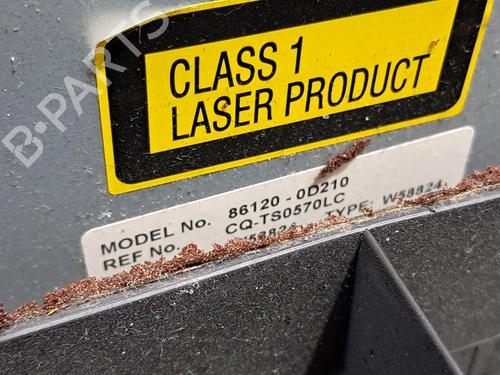 B-PARTS
CLASS 1
LASER PRODUCT
MODEL No. 86120 - 0D210
REF No. CQ-TS0570LC
TYPE: W58824